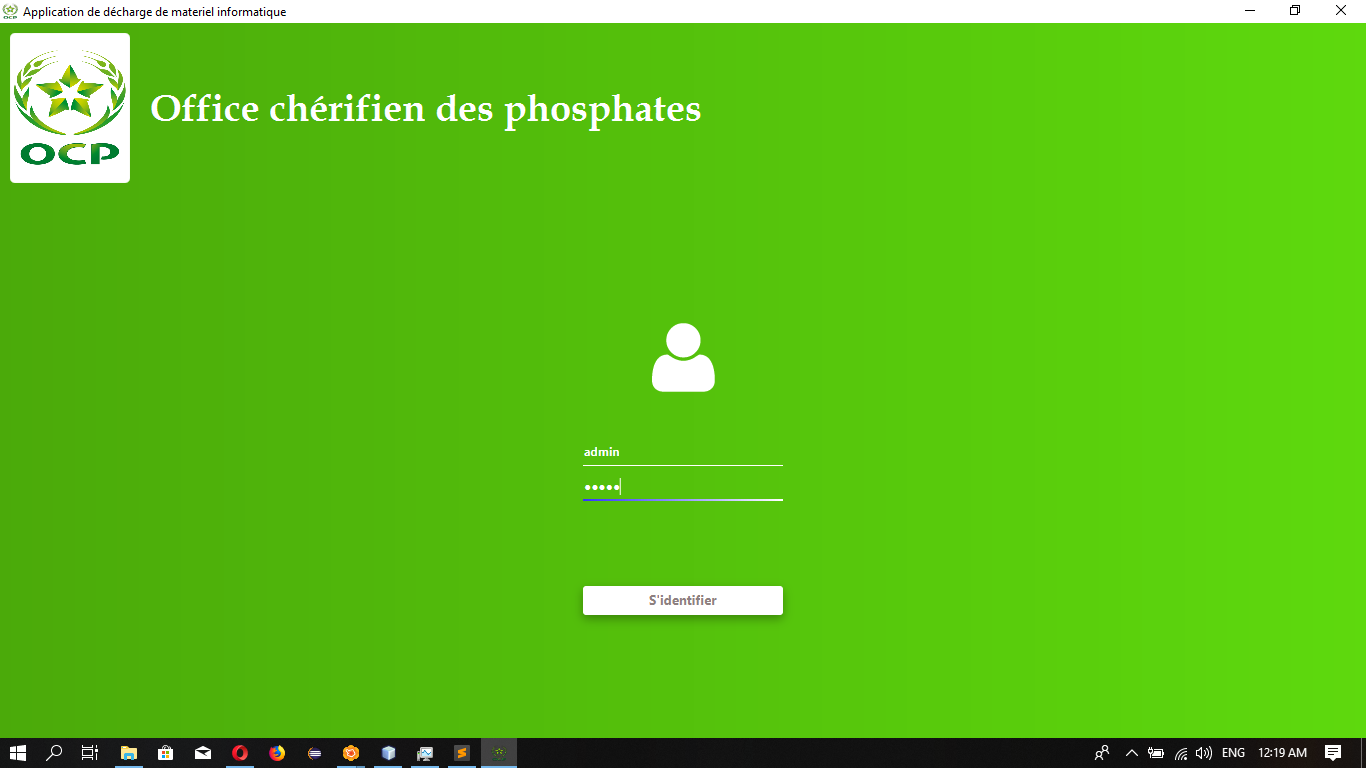 Application de décharge de materiel informatique
OCP
Office chérifien des phosphates
admin
•••••
S'identifier
ENG
12:19 AM